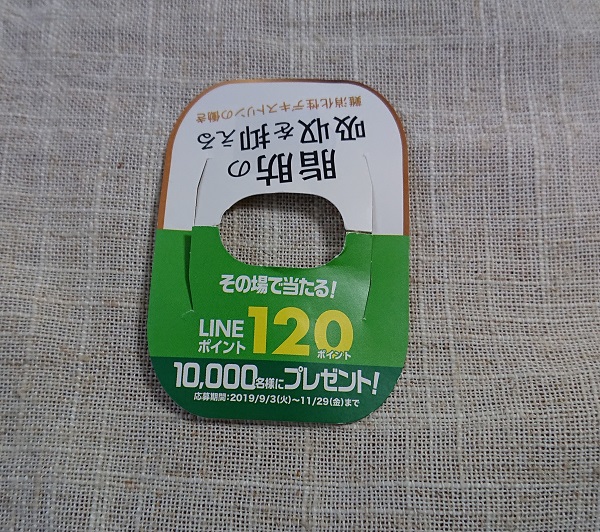 脂肪の
吸収を抑える
難消化性デキストリンの働き
その場で当たる!
LINE
ポイント
120
ポイント
10,000名様にプレゼント!
応募期間:2019/9/3(火)~11/29(金)まで